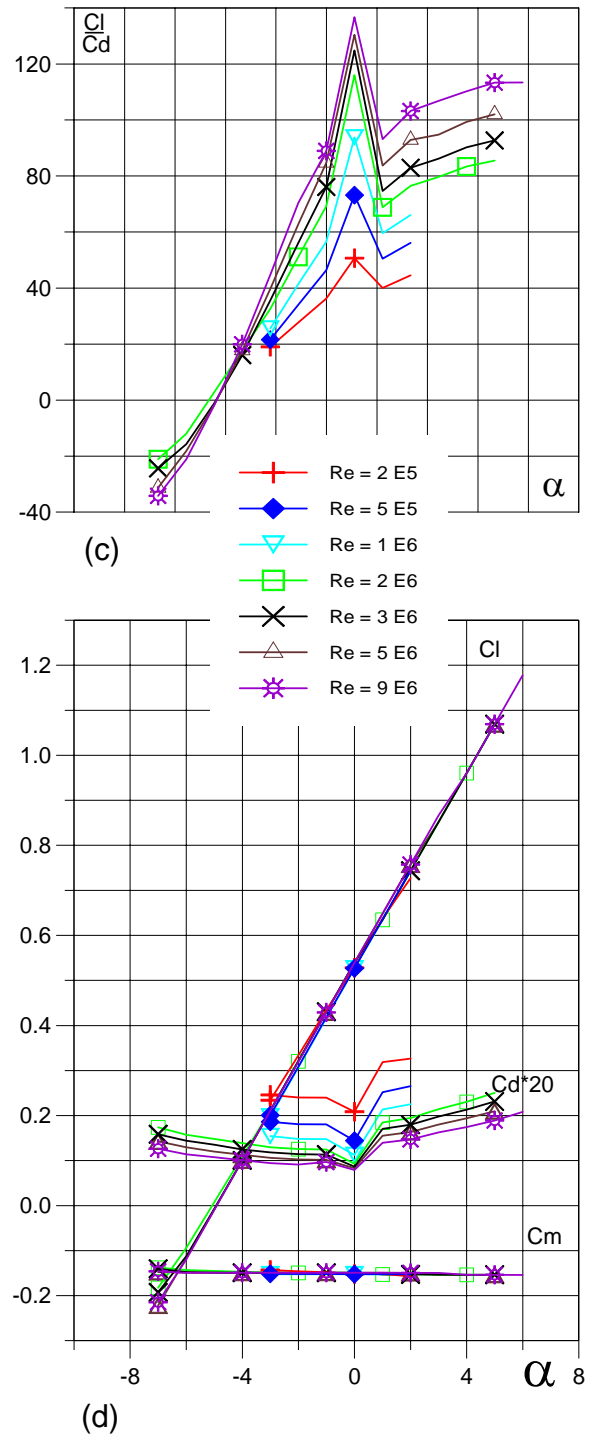 Cl
Cd
120
80
40
0
-40
α
(c)
Re = 2 E5
Re = 5 E5
Re = 1 E6
Re = 2 E6
Re = 3 E6
Re = 5 E6
Re = 9 E6
Cl
1.2
1.0
0.8
0.6
0.4
Cd*20
0.2
0.0
Cm
-0.2
-8 -4 0 4 α 8
(d)